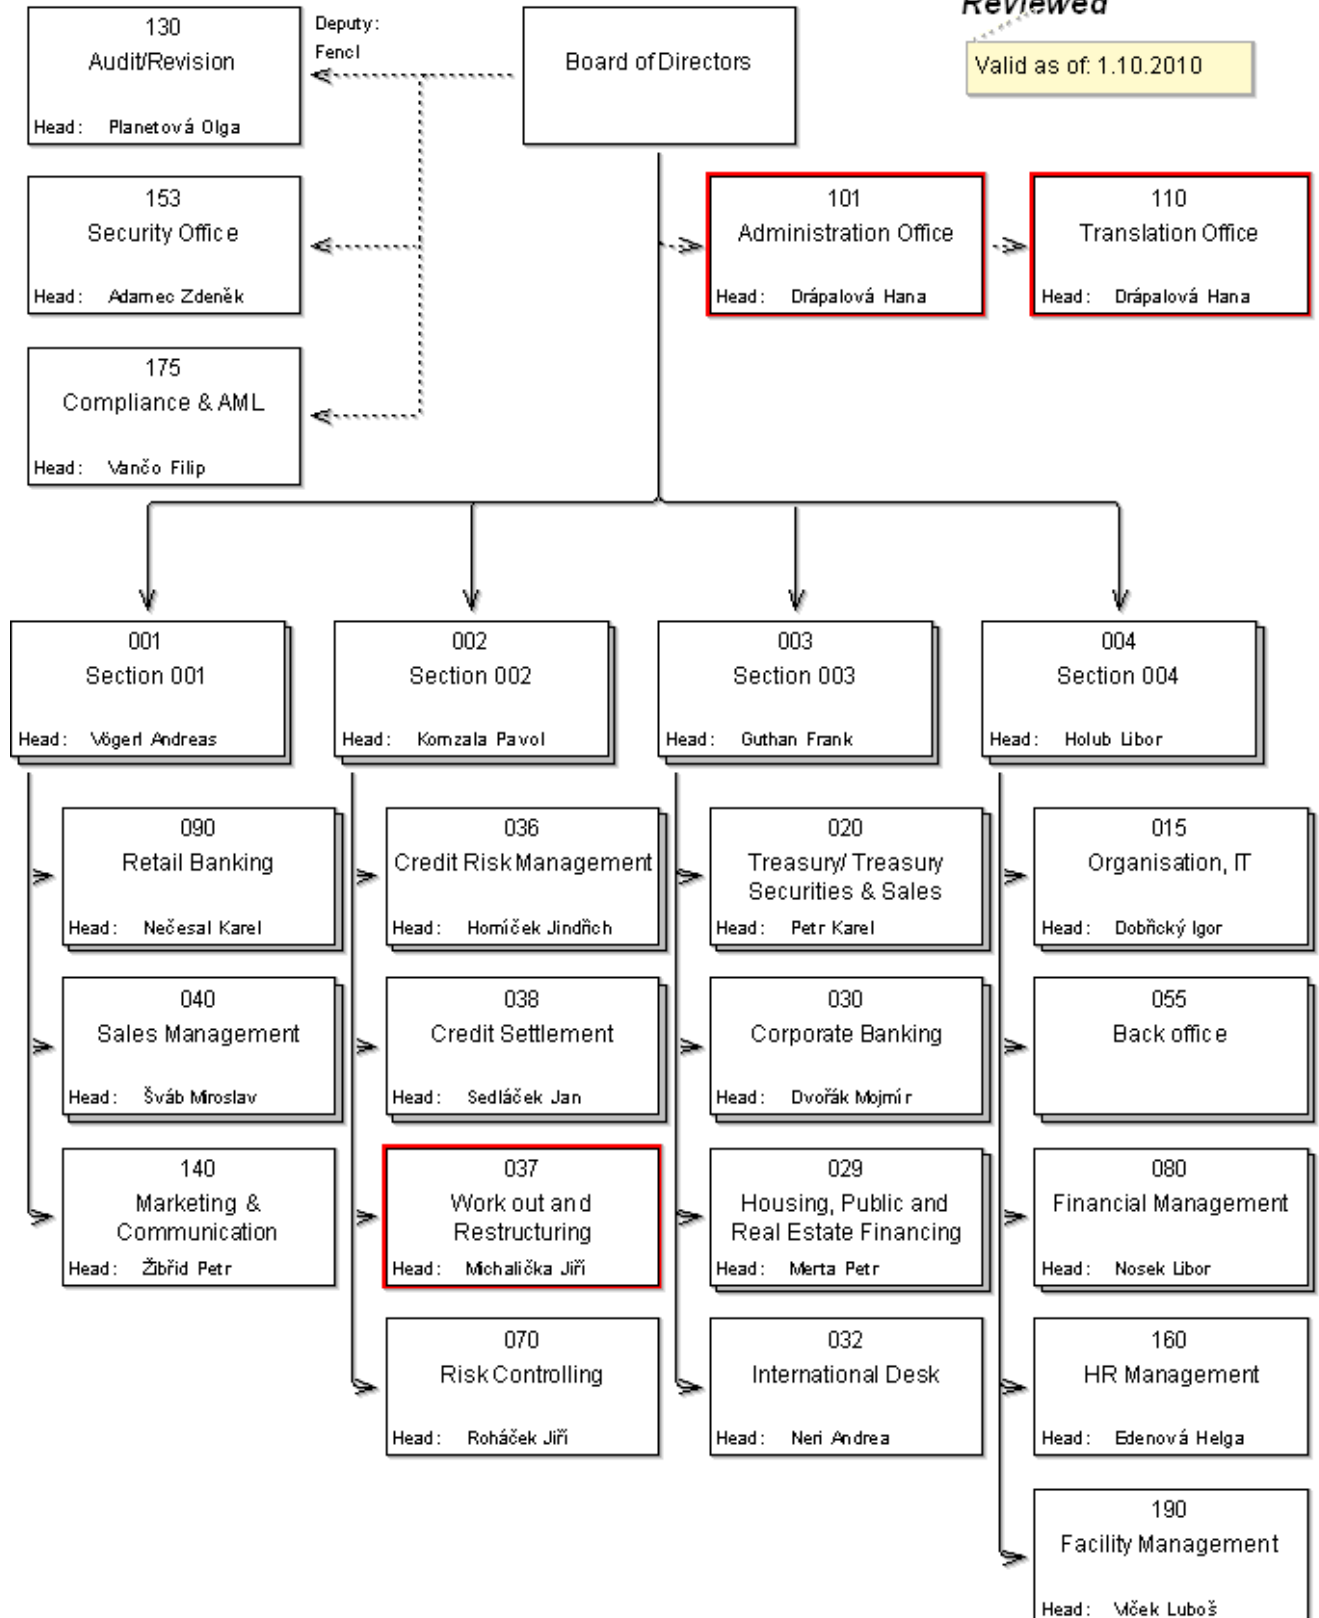 Reviewed
Valid as of: 1.10.2010
130
Audit/Revision
Head: Planetová Olga
Deputy:
Fencl
Board of Directors
153
Security Office
Head: Adamec Zdeněk
101
Administration Office
Head: Drápalová Hana
110
Translation Office
Head: Drápalová Hana
175
Compliance & AML
Head: Vančo Filip
001
Section 001
Head: Vögerl Andreas
002
Section 002
Head: Komzala Pavol
003
Section 003
Head: Guthan Frank
004
Section 004
Head: Holub Libor
090
Retail Banking
Head: Nečesal Karel
036
Credit Risk Management
Head: Horníček Jindřich
020
Treasury/ Treasury
Securities & Sales
Head: Petr Karel
015
Organisation, IT
Head: Dobřický Igor
040
Sales Management
Head: Šváb Miroslav
038
Credit Settlement
Head: Sedláček Jan
030
Corporate Banking
Head: Dvořák Mojmír
055
Back office
140
Marketing &
Communication
Head: Žibřid Petr
037
Work out and
Restructuring
Head: Michalička Jiří
029
Housing, Public and
Real Estate Financing
Head: Merta Petr
080
Financial Management
Head: Nosek Libor
070
Risk Controlling
Head: Roháček Jiří
032
International Desk
Head: Neri Andrea
160
HR Management
Head: Edenová Helga
190
Facility Management
Head: Vlček Luboš